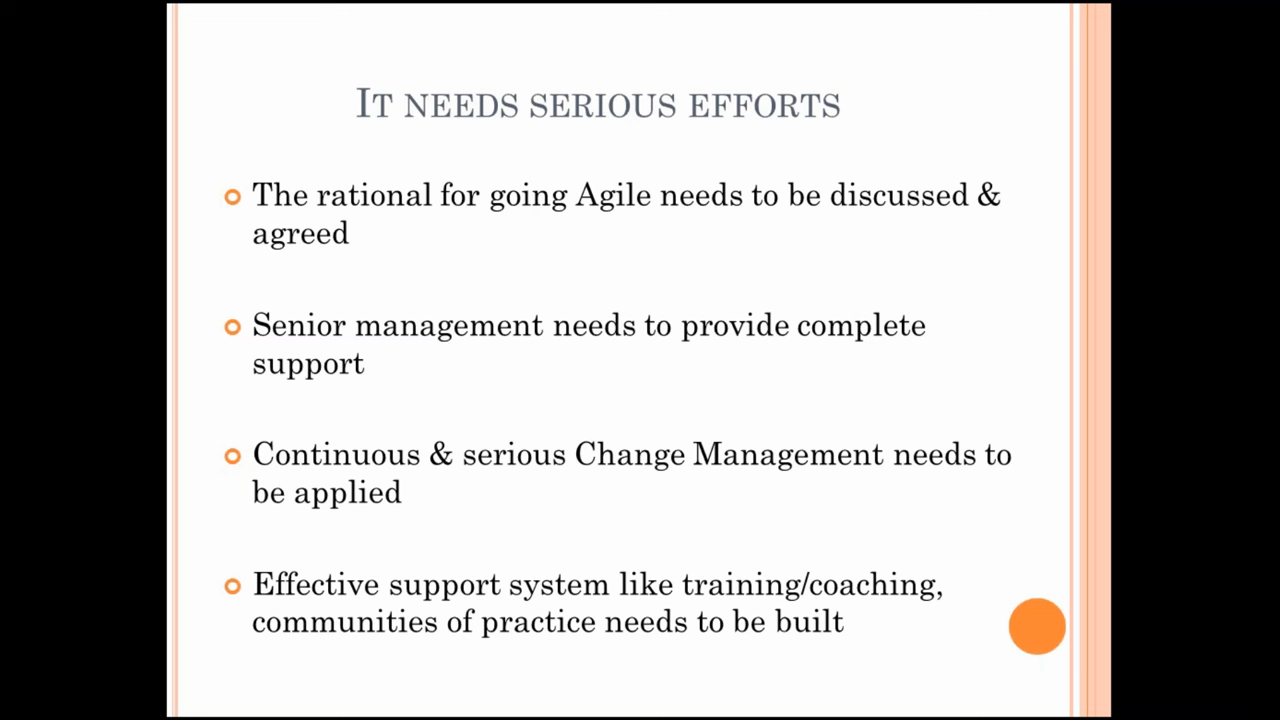 It needs serious efforts
The rational for going Agile needs to be discussed &
agreed
Senior management needs to provide complete
support
Continuous & serious Change Management needs to
be applied
Effective support system like training/coaching,
communities of practice needs to be built